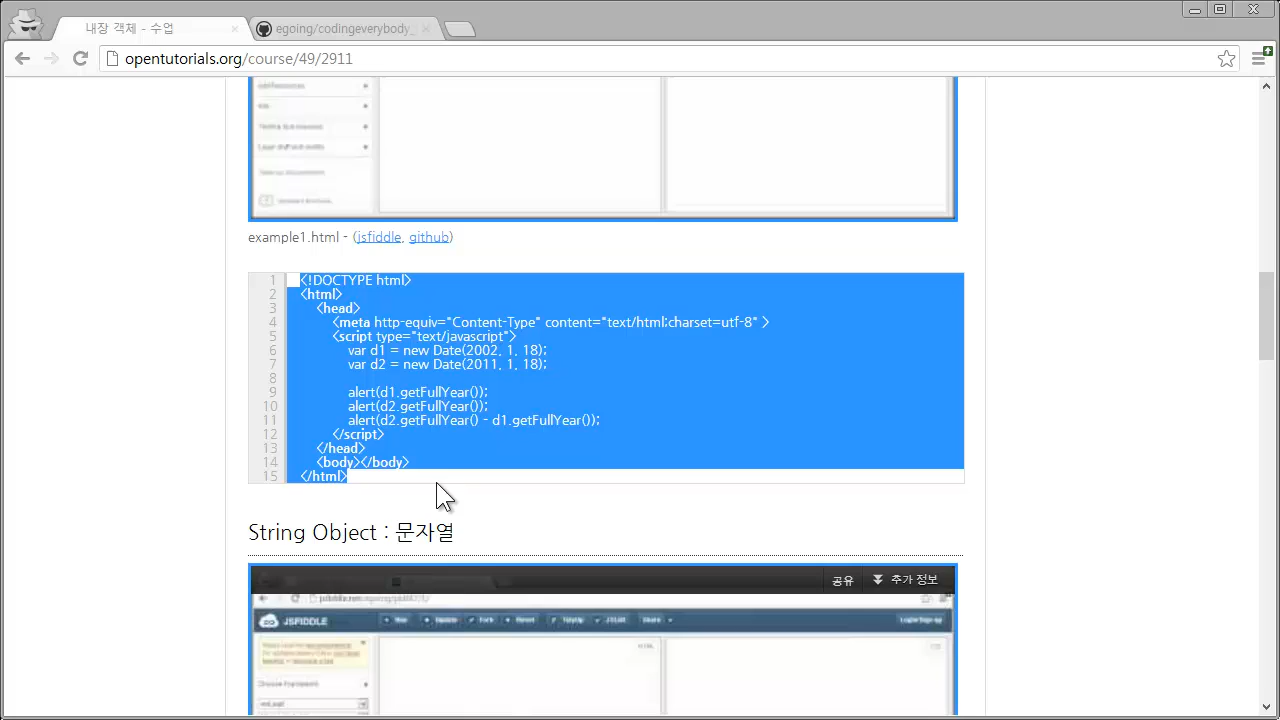 내장 객체 - 수업
egoing/codingeverybody_
opentutorials.org/course/49/2911
example1.html - (jsfiddle, github)
1 <!DOCTYPE html>
2 <html>
3 <head>
4 <meta http-equiv="Content-Type" content="text/html;charset=utf-8" >
5 <script type="text/javascript">
6 var d1 = new Date(2002, 1, 18);
7 var d2 = new Date(2011, 1, 18);
8
9 alert(d1.getFullYear());
10 alert(d2.getFullYear());
11 alert(d2.getFullYear() - d1.getFullYear());
12 </script>
13 </head>
14 <body></body>
15 </html>
String Object : 문자열
공유 추가 정보
JSFIDDLE